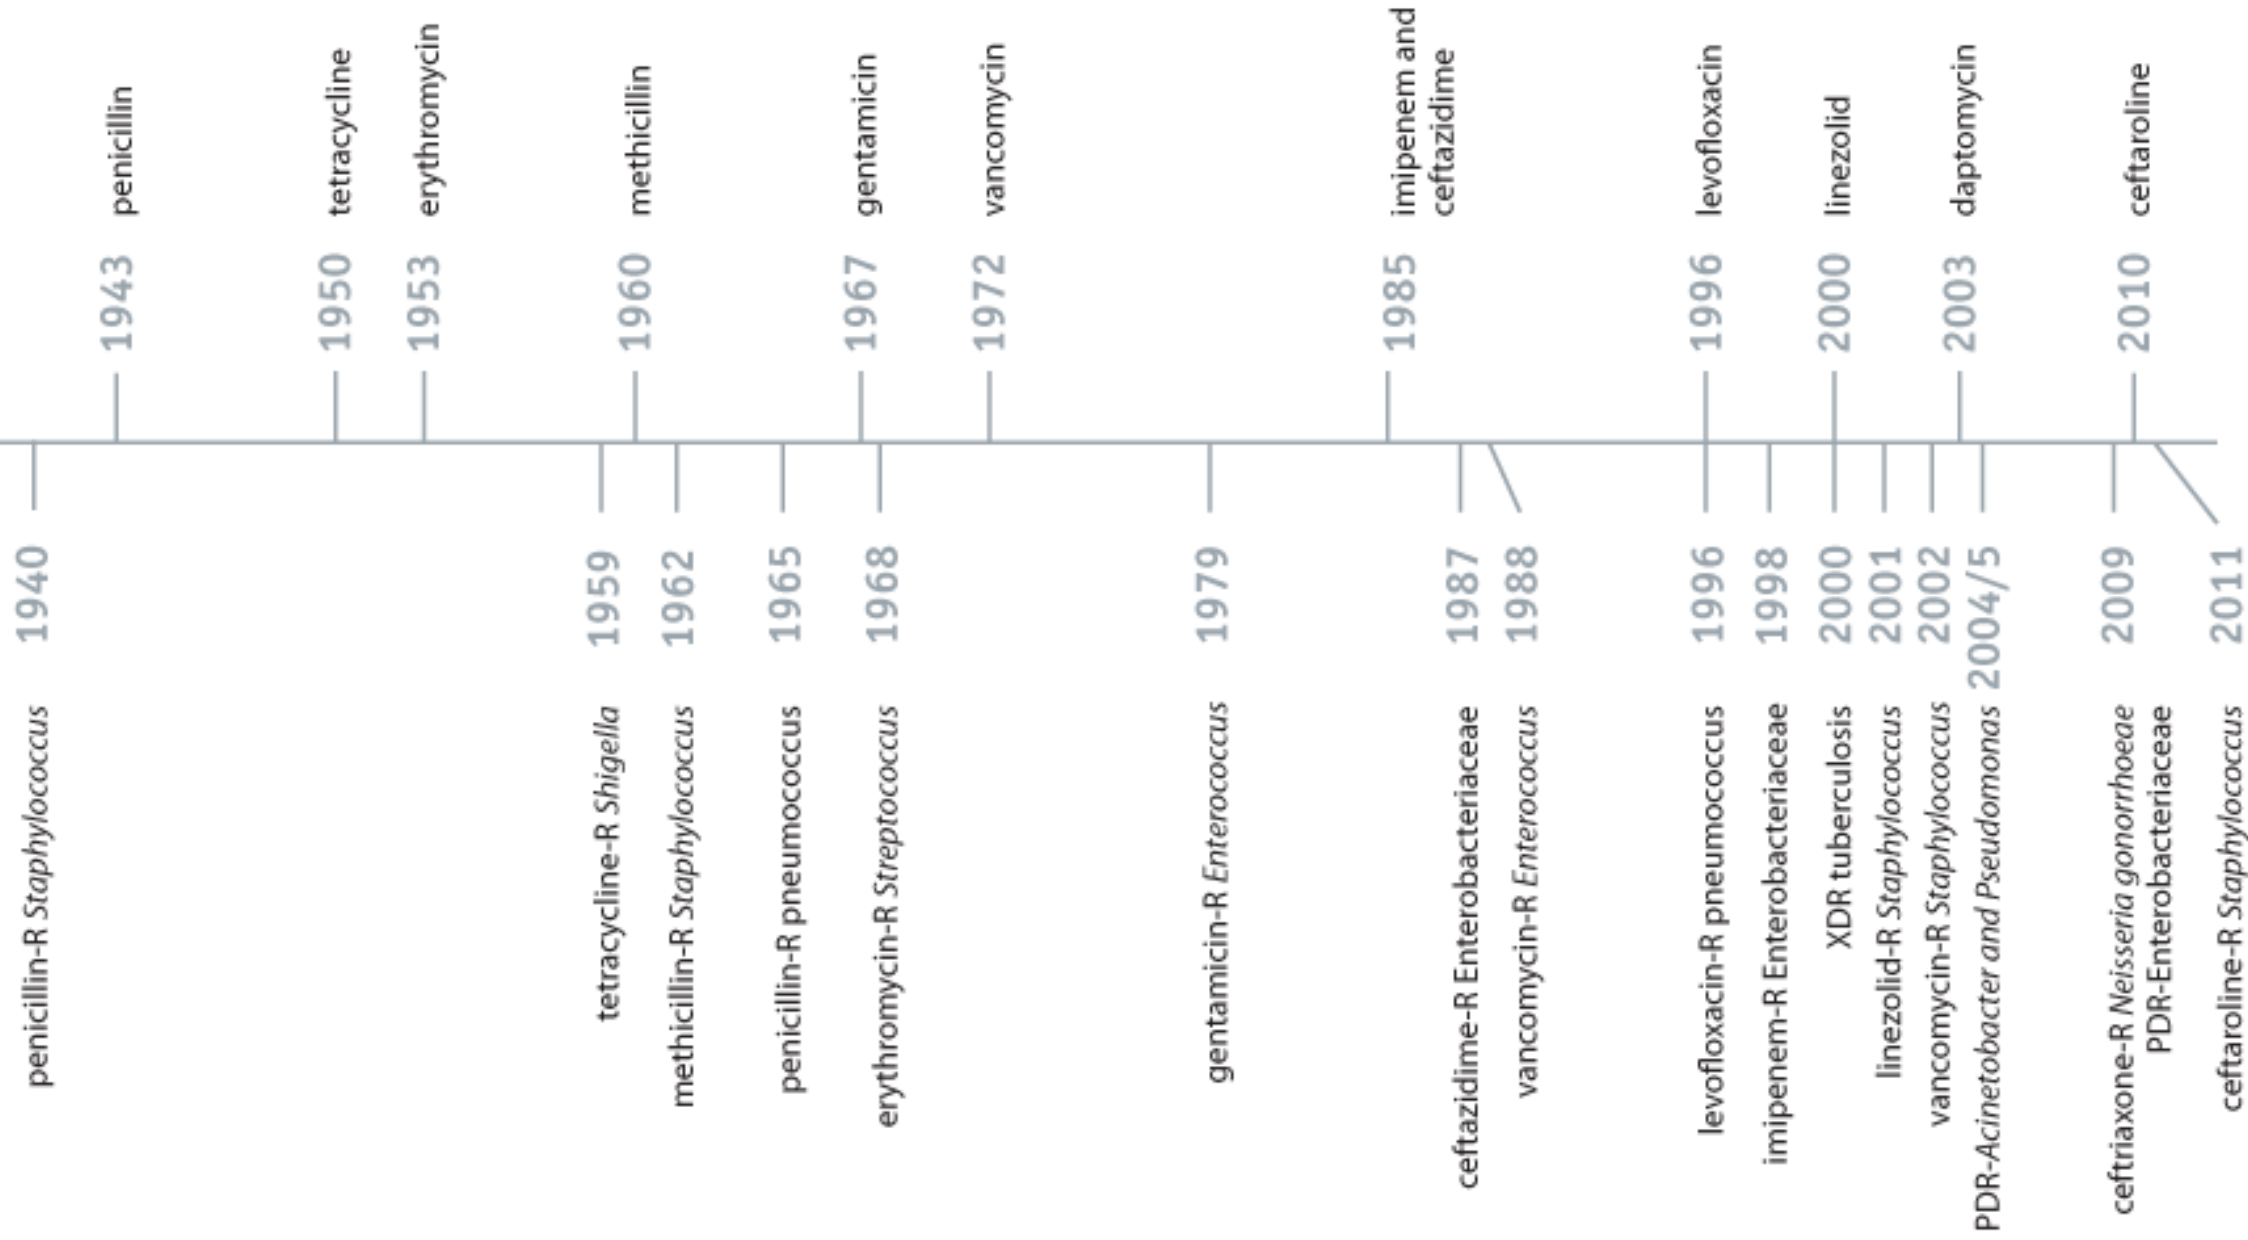 1943 penicillin
1950 tetracycline
1953 erythromycin
1960 methicillin
1967 gentamicin
1972 vancomycin
1985 imipenem and
ceftazidime
1996 levofloxacin
2000 linezolid
2003 daptomycin
2010 ceftaroline
penicillin-R Staphylococcus 1940
tetracycline-R Shigella 1959
methicillin-R Staphylococcus 1962
penicillin-R pneumococcus 1965
erythromycin-R Streptococcus 1968
gentamicin-R Enterococcus 1979
ceftazidime-R Enterobacteriaceae 1987
vancomycin-R Enterococcus 1988
levofloxacin-R pneumococcus 1996
imipenem-R Enterobacteriaceae 1998
XDR tuberculosis 2000
linezolid-R Staphylococcus 2001
vancomycin-R Staphylococcus 2002
PDR-Acinetobacter and Pseudomonas 2004/5
ceftriaxone-R Neisseria gonorrhoeae 2009
PDR-Enterobacteriaceae
ceftaroline-R Staphylococcus 2011